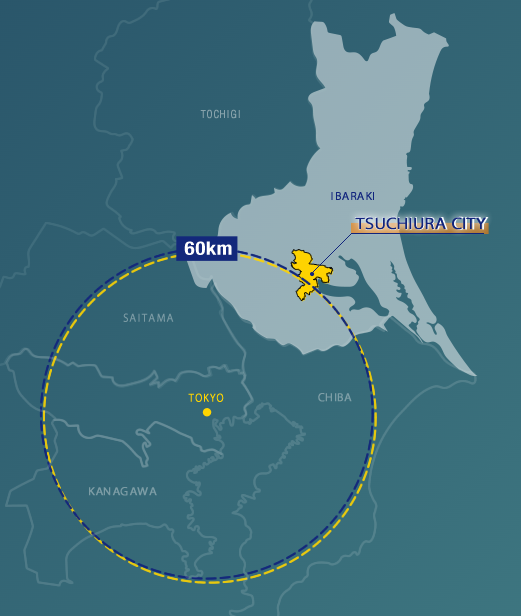 TOCHIGI
IBARAKI
TSUCHIURA CITY
60km
SAITAMA
TOKYO
CHIBA
KANAGAWA